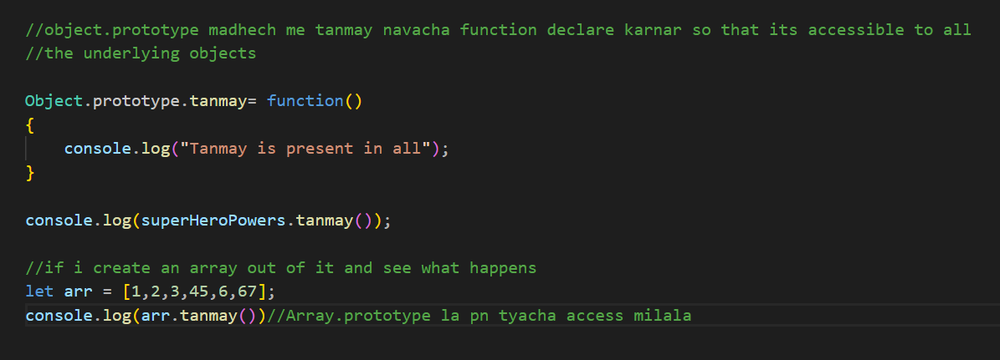 //object.prototype madhech me tanmay navacha function declare karnar so that its accessible to all
//the underlying objects
Object.prototype.tanmay= function()
{
console.log("Tanmay is present in all");
}
console.log(superHeroPowers.tanmay());
//if i create an array out of it and see what happens
let arr = [1,2,3,45,6,67];
console.log(arr.tanmay())//Array.prototype la pn tyacha access milala